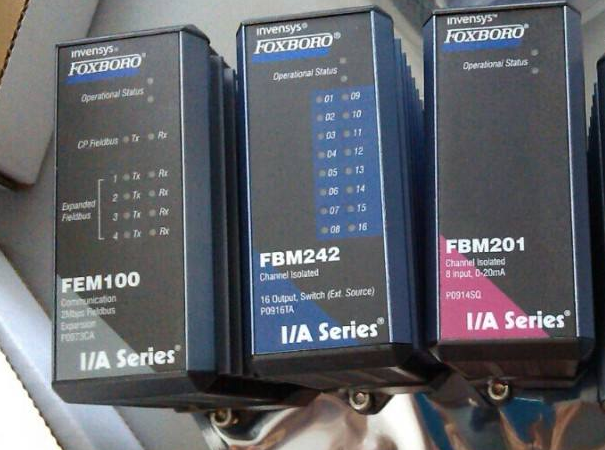 invensys®
FOXBORO®
Operational Status
CP Fieldbus Tx Rx
Expanded
Fieldbus
1 Tx Rx
2 Tx Rx
3 Tx Rx
4 Tx Rx
FEM100
Communication
2Mbps Fieldbus
Expansion
P0973CA
I/A Series®
invensys®
FOXBORO®
Operational Status
01 09
02 10
03 11
04 12
05 13
06 14
07 15
08 16
FBM242
Channel Isolated
16 Output, Switch (Ext. Source)
P0916TA
I/A Series®
invensys™
FOXBORO®
Operational Status
FBM201
Channel Isolated
8 input, 0-20mA
P0914SQ
I/A Series®